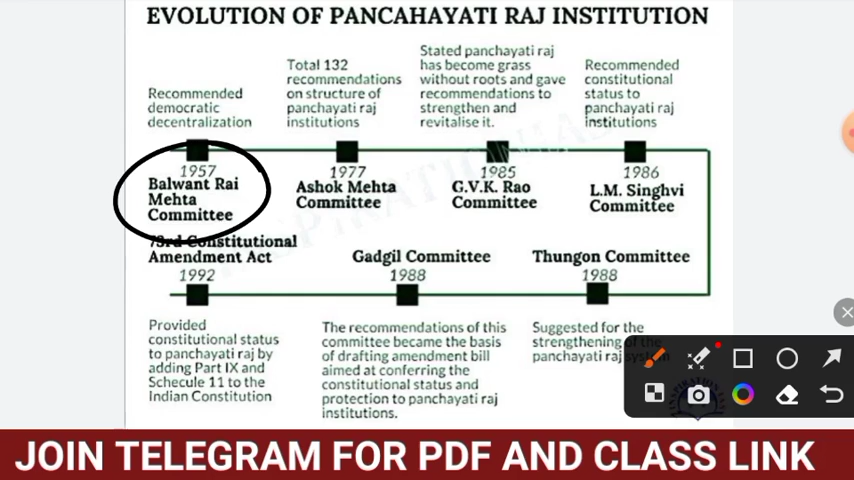 EVOLUTION OF PANCAHAYATI RAJ INSTITUTION
Recommended
democratic
decentralization
Total 132
recommendations
on structure of
panchayati raj
institutions
Stated panchayati raj
has become grass
without roots and gave
recommendations to
strengthen and
revitalise it.
Recommended
constitutional
status to
panchayati raj
institutions
1957
Balwant Rai
Mehta
Committee
1977
Ashok Mehta
Committee
1985
G.V.K. Rao
Committee
1986
L.M. Singhvi
Committee
73rd Constitutional
Amendment Act
1992
Gadgil Committee
1988
Thungon Committee
1988
Provided
constitutional status
to panchayati raj by
adding Part IX and
Schecule 11 to the
Indian Constitution
The recommendations of this
committee became the basis
of drafting amendment bill
aimed at conferring the
constitutional status and
protection to panchayati raj
institutions.
Suggested for the
strengthening of the
panchayati raj system
JOIN TELEGRAM FOR PDF AND CLASS LINK